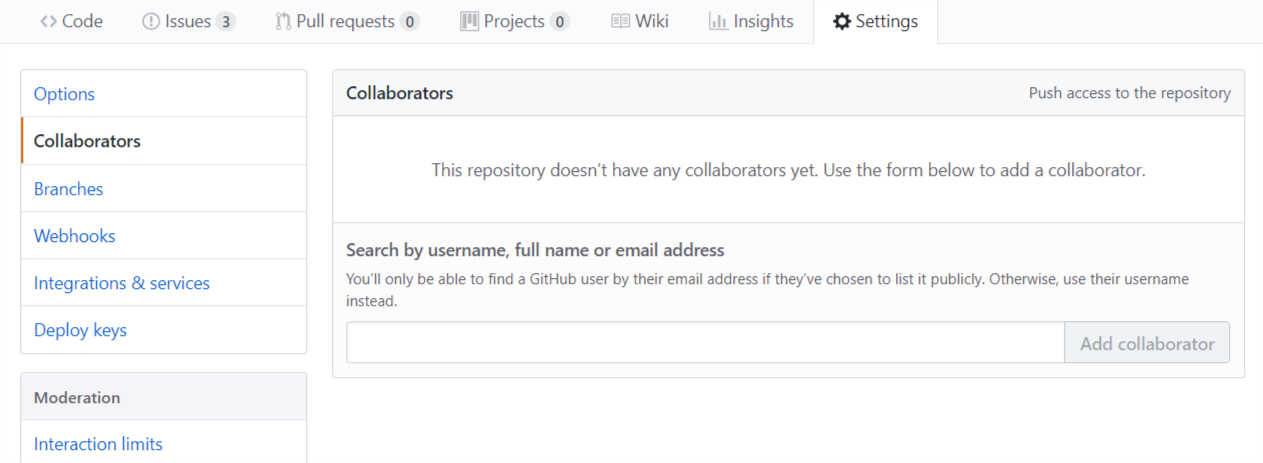 Code Issues 3 Pull requests 0 Projects 0 Wiki Insights Settings
Options
Collaborators
Branches
Webhooks
Integrations & services
Deploy keys
Moderation
Interaction limits
Collaborators Push access to the repository
This repository doesn’t have any collaborators yet. Use the form below to add a collaborator.
Search by username, full name or email address
You’ll only be able to find a GitHub user by their email address if they’ve chosen to list it publicly. Otherwise, use their username
instead.
Add collaborator